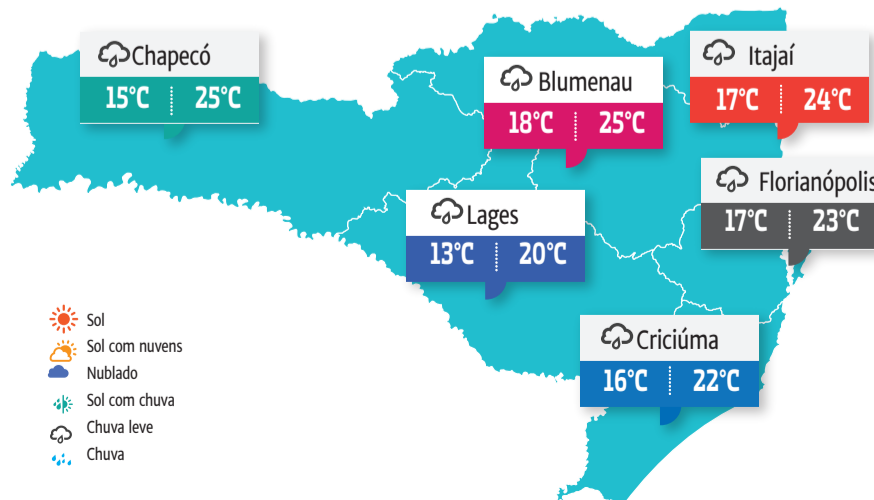 Chapecó
15°C 25°C
Blumenau
18°C 25°C
Itajaí
17°C 24°C
Florianópolis
17°C 23°C
Lages
13°C 20°C
Criciúma
16°C 22°C
Sol
Sol com nuvens
Nublado
Sol com chuva
Chuva leve
Chuva